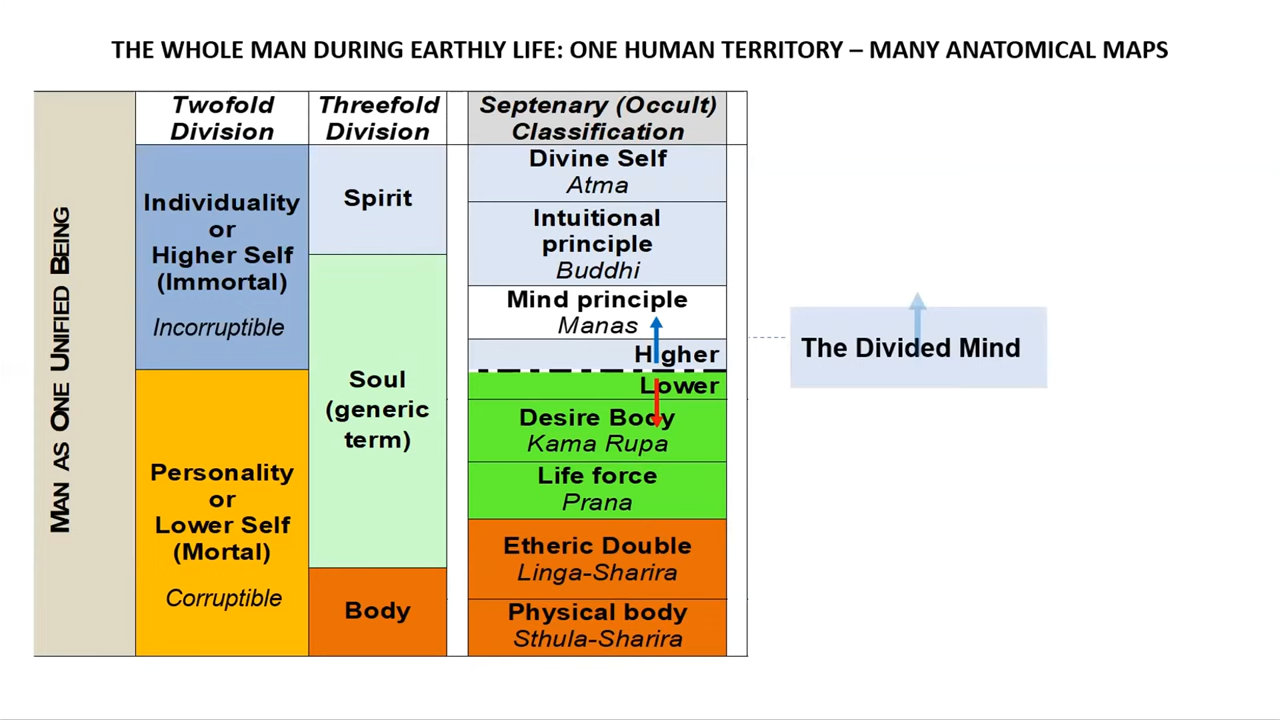 THE WHOLE MAN DURING EARTHLY LIFE: ONE HUMAN TERRITORY – MANY ANATOMICAL MAPS
MAN AS ONE UNIFIED BEING
Twofold
Division
Individuality
or
Higher Self
(Immortal)
Incorruptible
Personality
or
Lower Self
(Mortal)
Corruptible
Threefold
Division
Spirit
Soul
(generic
term)
Body
Septenary (Occult)
Classification
Divine Self
Atma
Intuitional
principle
Buddhi
Mind principle
Manas
Higher
Lower
Desire Body
Kama Rupa
Life force
Prana
Etheric Double
Linga-Sharira
Physical body
Sthula-Sharira
The Divided Mind